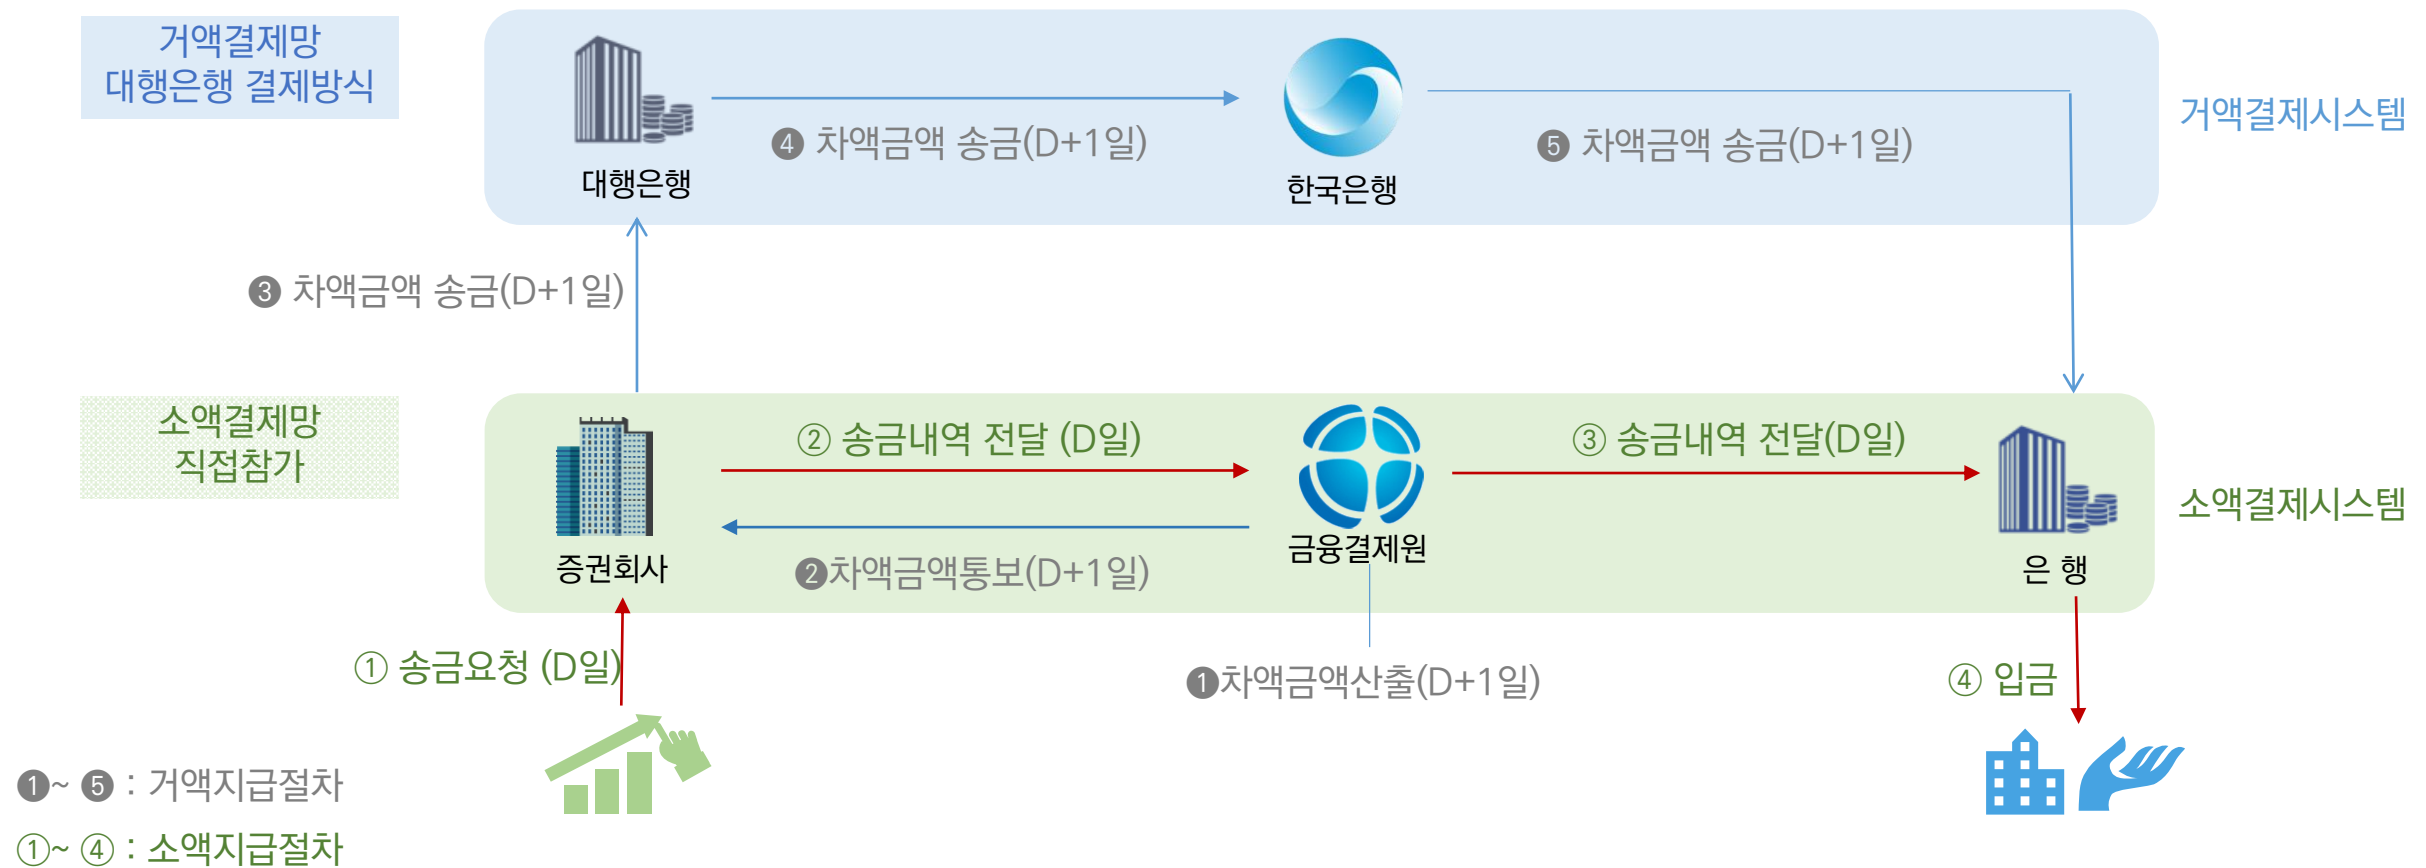 거액결제망
대행은행 결제방식
❹ 차액금액 송금(D+1일)
❺ 차액금액 송금(D+1일)
거액결제시스템
대행은행
한국은행
❸ 차액금액 송금(D+1일)
소액결제망
직접참가
② 송금내역 전달 (D일)
③ 송금내역 전달(D일)
소액결제시스템
증권회사
❷차액금액통보(D+1일)
금융결제원
은 행
① 송금요청 (D일)
❶차액금액산출(D+1일)
④ 입금
❶~ ❺ : 거액지급절차
①~ ④ : 소액지급절차